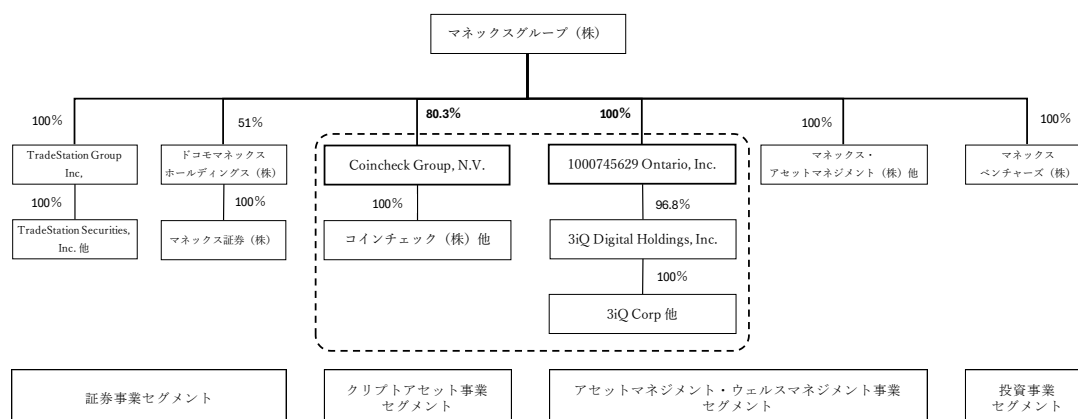 マネックスグループ（株）
100%
51%
80.3%
100%
100%
100%
TradeStation Group
Inc,
ドコモマネックス
ホールディングス（株）
Coincheck Group, N.V.
1000745629 Ontario, Inc.
マネックス・
アセットマネジメント（株）他
マネックス
ベンチャーズ（株）
100%
100%
100%
96.8%
TradeStation Securities,
Inc. 他
マネックス証券（株）
コインチェック（株）他
3iQ Digital Holdings, Inc.
100%
3iQ Corp 他
証券事業セグメント
クリプトアセット事業
セグメント
アセットマネジメント・ウェルスマネジメント事業
セグメント
投資事業
セグメント